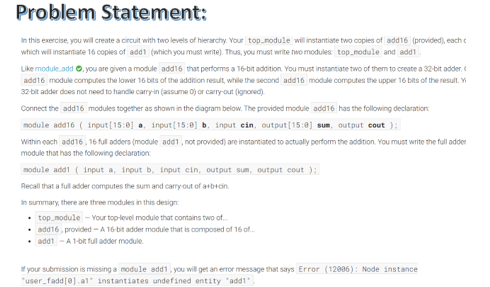 Problem Statement:
In this exercise, you will create a circuit with two levels of hierarchy. Your top_module will instantiate two copies of add16 (provided), each
which will instantiate 16 copies of add1 (which you must write). Thus, you must write two modules: top_module and add1.
Like module_add, you are given a module add16 that performs a 16-bit addition. You must instantiate two of them to create a 32-bit adder.
add16 module computes the lower 16 bits of the addition result, while the second add16 module computes the upper 16 bits of the result.
32-bit adder does not need to handle carry-in (assume 0) or carry-out (ignored).
Connect the add16 modules together as shown in the diagram below. The provided module add16 has the following declaration:
module add16 ( input[15:0] a, input[15:0] b, input cin, output[15:0] sum, output cout );
Within each add16, 16 full adders (module add1, not provided) are instantiated to actually perform the addition. You must write the full adder
module that has the following declaration:
module add1 ( input a, input b, input cin, output sum, output cout );
Recall that a full adder computes the sum and carry-out of a+b+cin.
In summary, there are three modules in this design:
• top_module — Your top-level module that contains two of...
• add16, provided — A 16-bit adder module that is composed of 16 of...
• add1 — A 1-bit full adder module.
If your submission is missing a module add1, you will get an error message that says Error (12006): Node instance
"user_fadd[0].a1" instantiates undefined entity "add1".